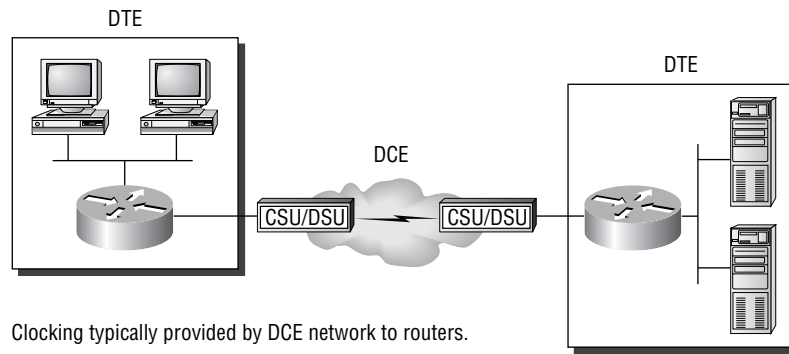 DTE
DTE
DCE
CSU/DSU
CSU/DSU
Clocking typically provided by DCE network to routers.